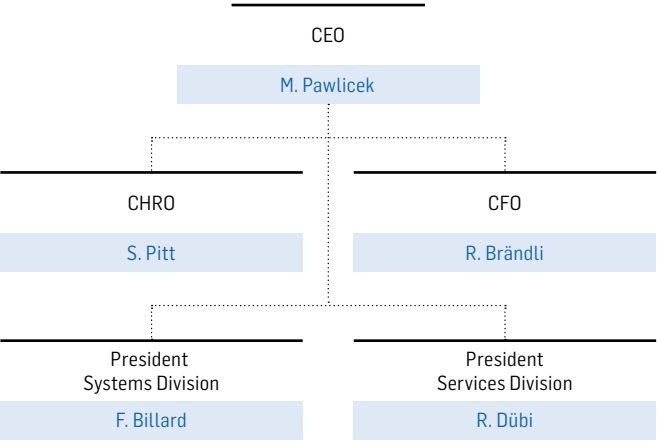 CEO
M. Pawlicek
CHRO
CFO
S. Pitt
R. Brändli
President
Systems Division
President
Services Division
F. Billard
R. Dübi